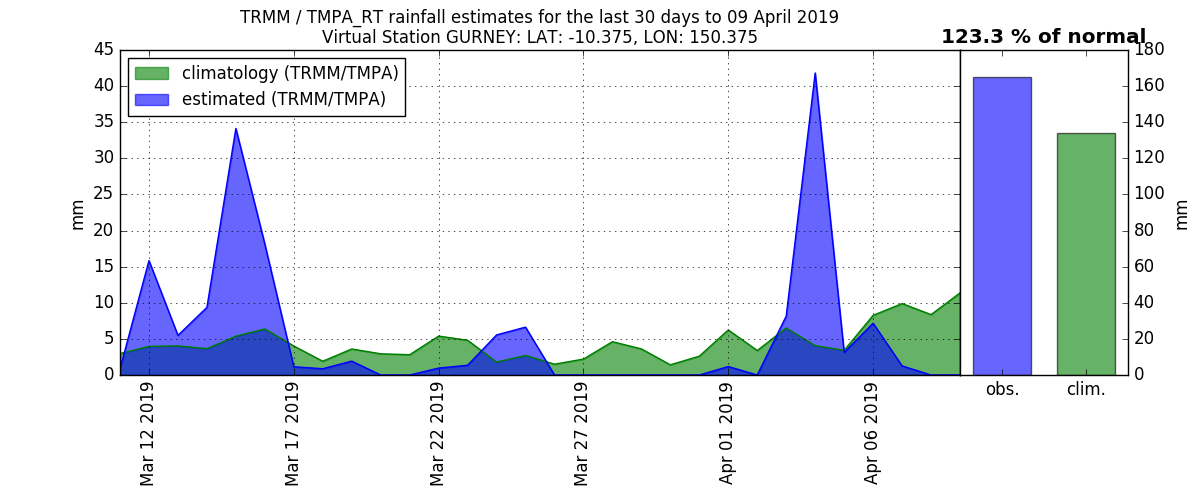 TRMM / TMPA_RT rainfall estimates for the last 30 days to 09 April 2019
Virtual Station GURNEY: LAT: -10.375, LON: 150.375
123.3 % of normal
climatology (TRMM/TMPA)
estimated (TRMM/TMPA)
mm
45
40
35
30
25
20
15
10
5
0
Mar 12 2019
Mar 17 2019
Mar 22 2019
Mar 27 2019
Apr 01 2019
Apr 06 2019
obs.
clim.
180
160
140
120
100
80
60
40
20
0
mm